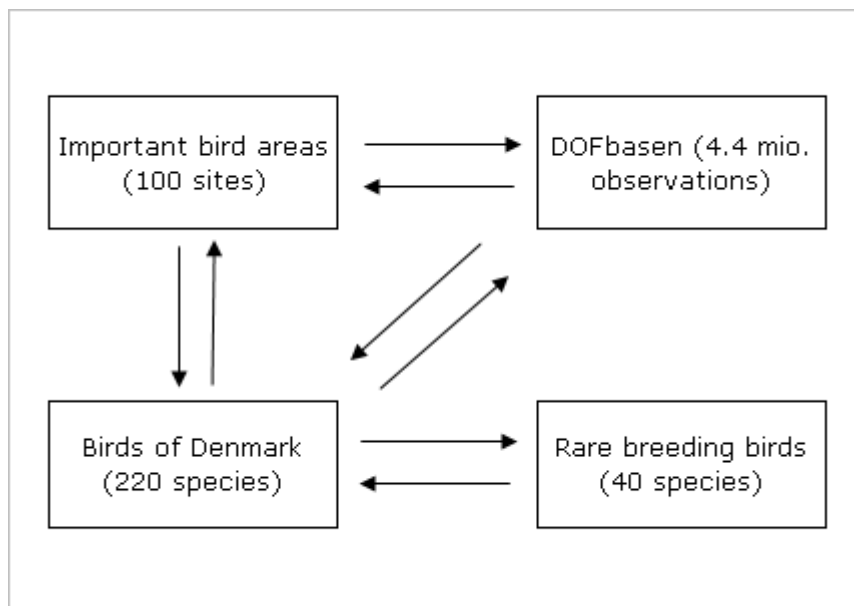 Important bird areas
(100 sites)
DOFbasen (4.4 mio.
observations)
Birds of Denmark
(220 species)
Rare breeding birds
(40 species)